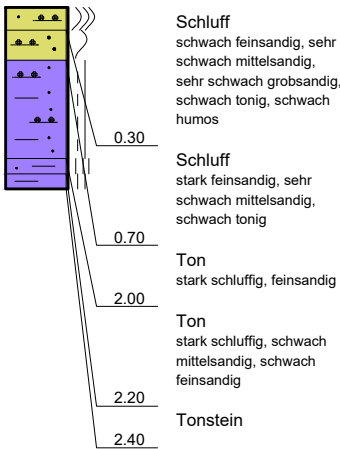 Schluff
schwach feinsandig, sehr
schwach mittelsandig,
sehr schwach grobsandig,
schwach tonig, schwach
humos
0.30
Schluff
stark feinsandig, sehr
schwach mittelsandig,
schwach tonig
0.70
Ton
stark schluffig, feinsandig
2.00
Ton
stark schluffig, schwach
mittelsandig, schwach
feinsandig
2.20
Tonstein
2.40